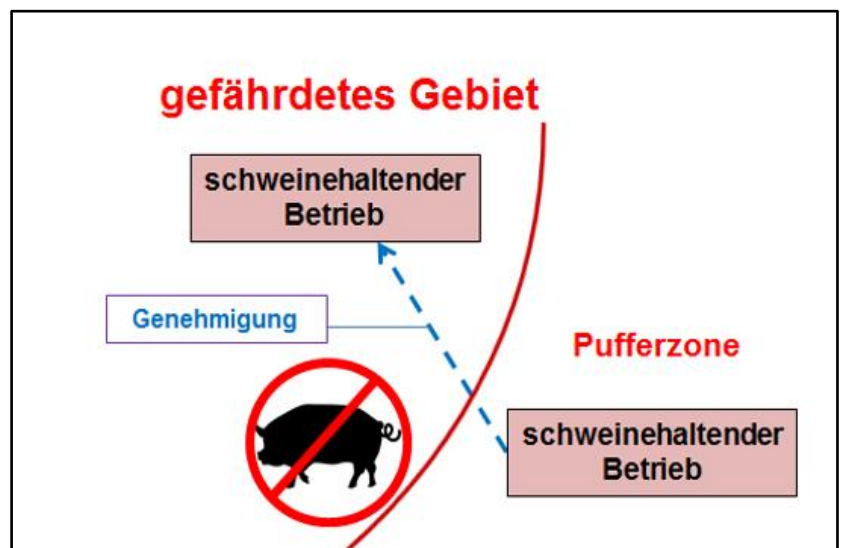 gefährdetes Gebiet
schweinehaltender
Betrieb
Genehmigung
Pufferzone
schweinehaltender
Betrieb